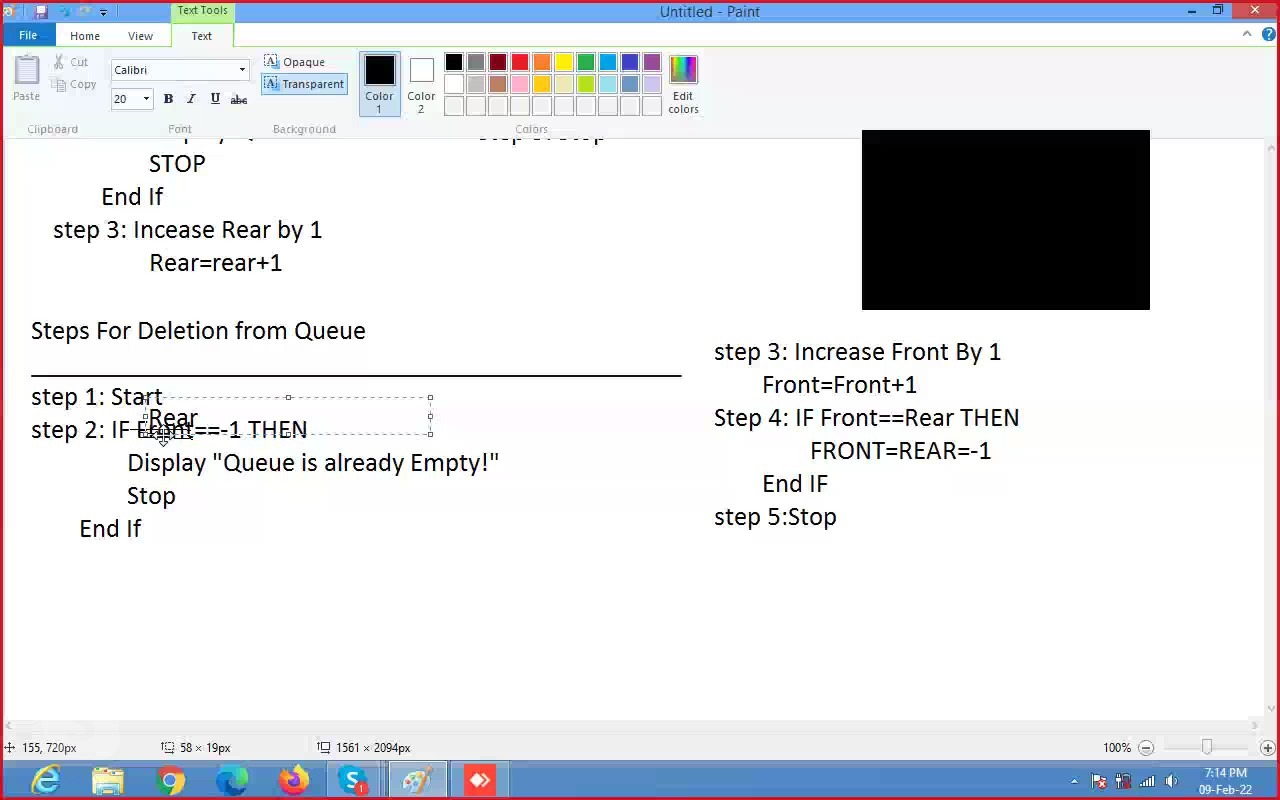 Text Tools
Untitled - Paint
File
Home
View
Text
Cut
Copy
Paste
Clipboard
Calibri
20
B I U abc
Font
Opaque
Transparent
Background
Color 1
Color 2
Edit colors
Colors
STOP
End If
step 3: Incease Rear by 1
Rear=rear+1
Steps For Deletion from Queue
step 1: Start
Rear
step 2: IF Front==-1 THEN
Display "Queue is already Empty!"
Stop
End If
step 3: Increase Front By 1
Front=Front+1
Step 4: IF Front==Rear THEN
FRONT=REAR=-1
End IF
step 5:Stop
155, 720px
58 × 19px
1561 × 2094px
100%
7:14 PM
09-Feb-22